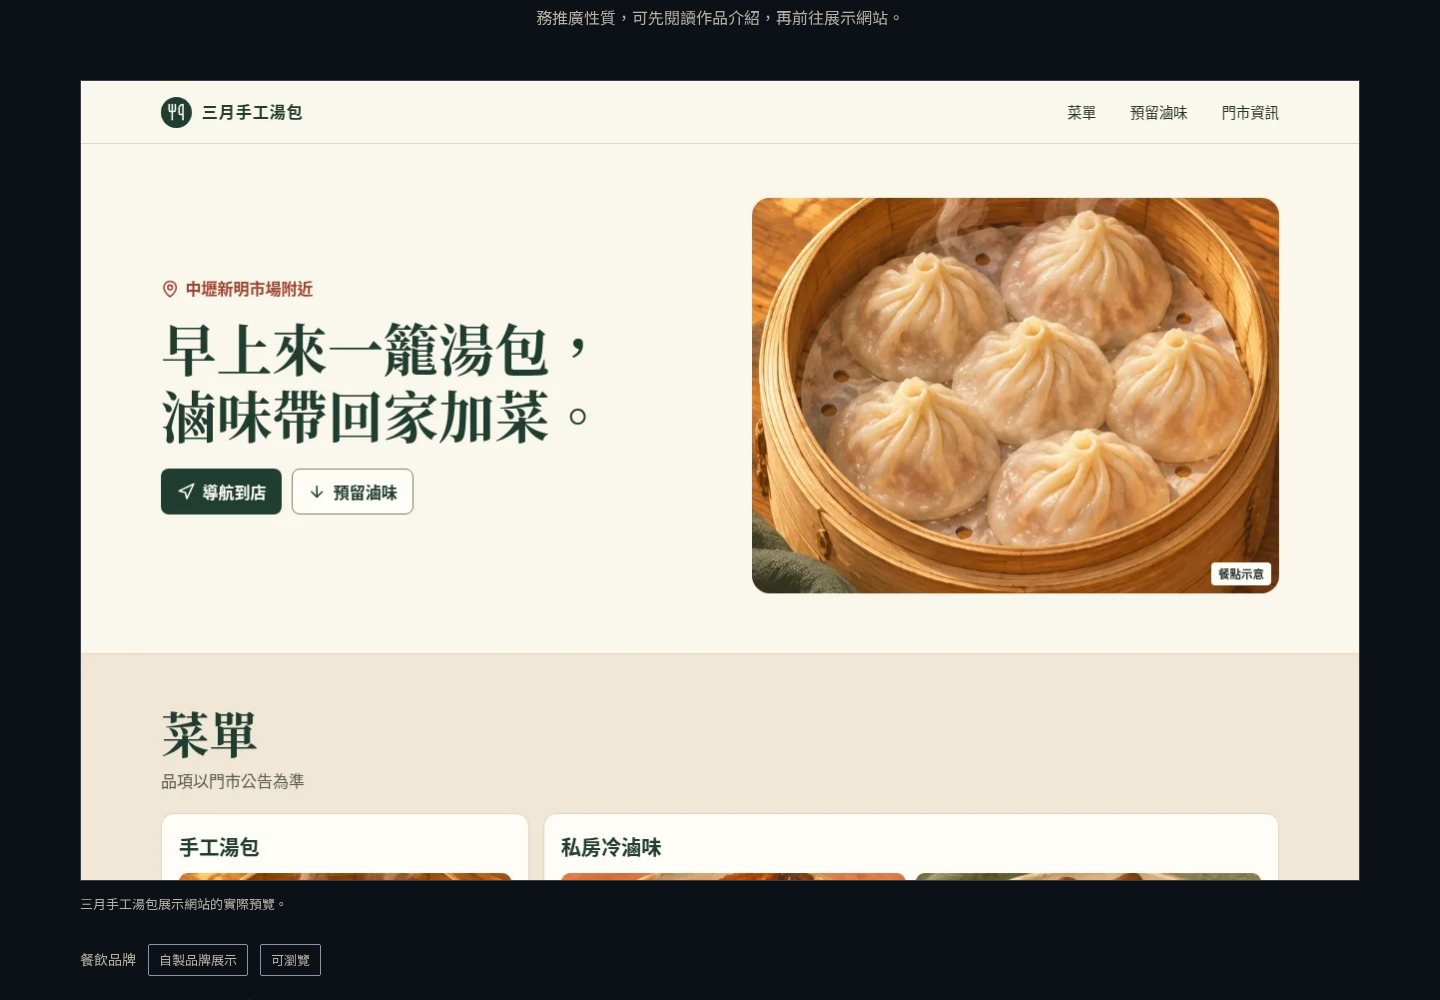 務推廣性質，可先閱讀作品介紹，再前往展示網站。
三月手工湯包
菜單
預留滷味
門市資訊
中壢新明市場附近
早上來一籠湯包，
滷味帶回家加菜。
導航到店
預留滷味
餐點示意
菜單
品項以門市公告為準
手工湯包
私房冷滷味
三月手工湯包展示網站的實際預覽。
餐飲品牌
自製品牌展示
可瀏覽